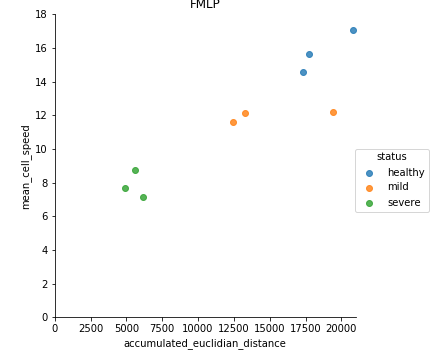 FMLP
18
16
14
12
10
8
6
4
2
0
mean_cell_speed
0 2500 5000 7500 10000 12500 15000 17500 20000
accumulated_euclidian_distance
status
healthy
mild
severe